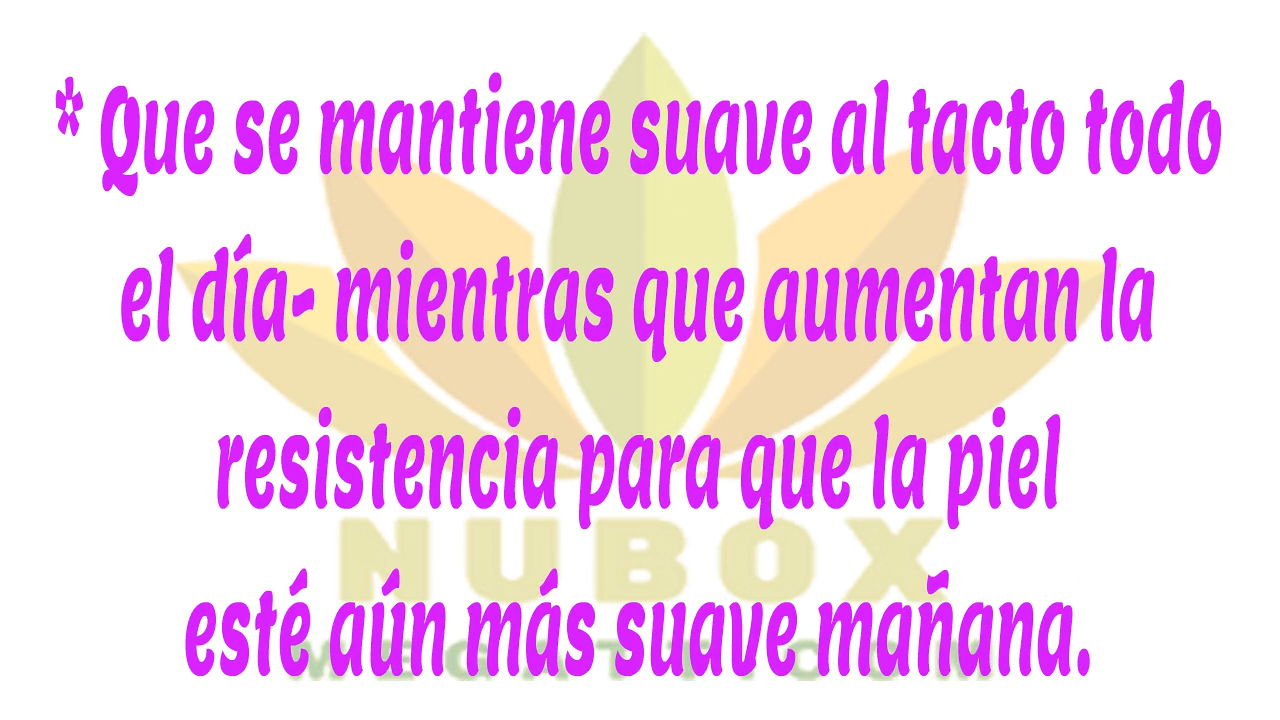 * Que se mantiene suave al tacto todo
el día- mientras que aumentan la
resistencia para que la piel
NUBOX
esté aún más suave mañana.